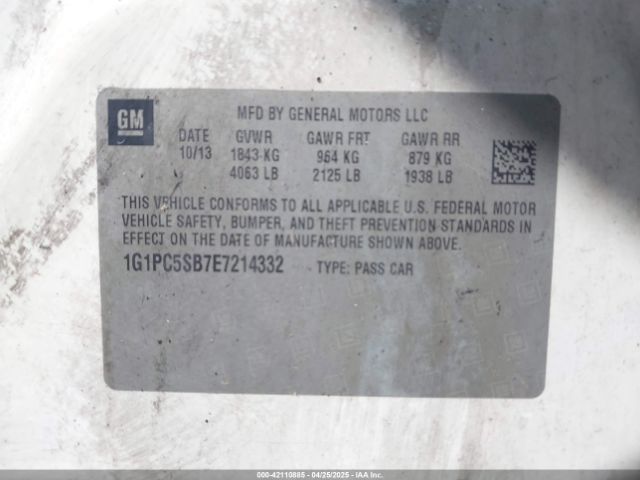 GM
MFD BY GENERAL MOTORS LLC
DATE GVWR GAWR FRT GAWR RR
10/13 1843 KG 964 KG 879 KG
4063 LB 2125 LB 1938 LB
THIS VEHICLE CONFORMS TO ALL APPLICABLE U.S. FEDERAL MOTOR
VEHICLE SAFETY, BUMPER, AND THEFT PREVENTION STANDARDS IN
EFFECT ON THE DATE OF MANUFACTURE SHOWN ABOVE.
1G1PC5SB7E7214332 TYPE: PASS CAR
000-42110885 - 04/25/2025 - IAAI.COM